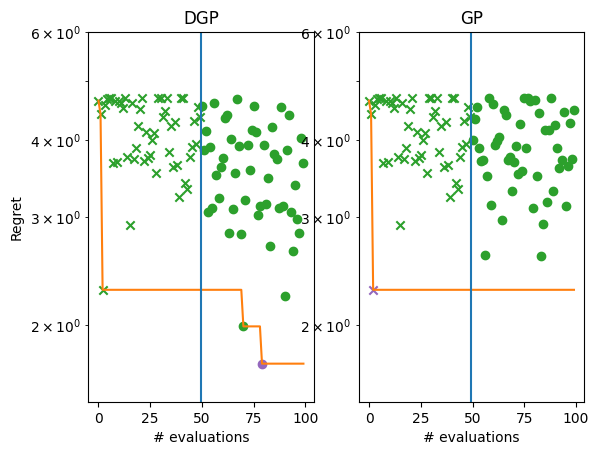 DGP
GP
6 × 10⁰
4 × 10⁰
3 × 10⁰
2 × 10⁰
6 × 10⁰
4 × 10⁰
3 × 10⁰
2 × 10⁰
Regret
0 25 50 75 100
0 25 50 75 100
# evaluations
# evaluations